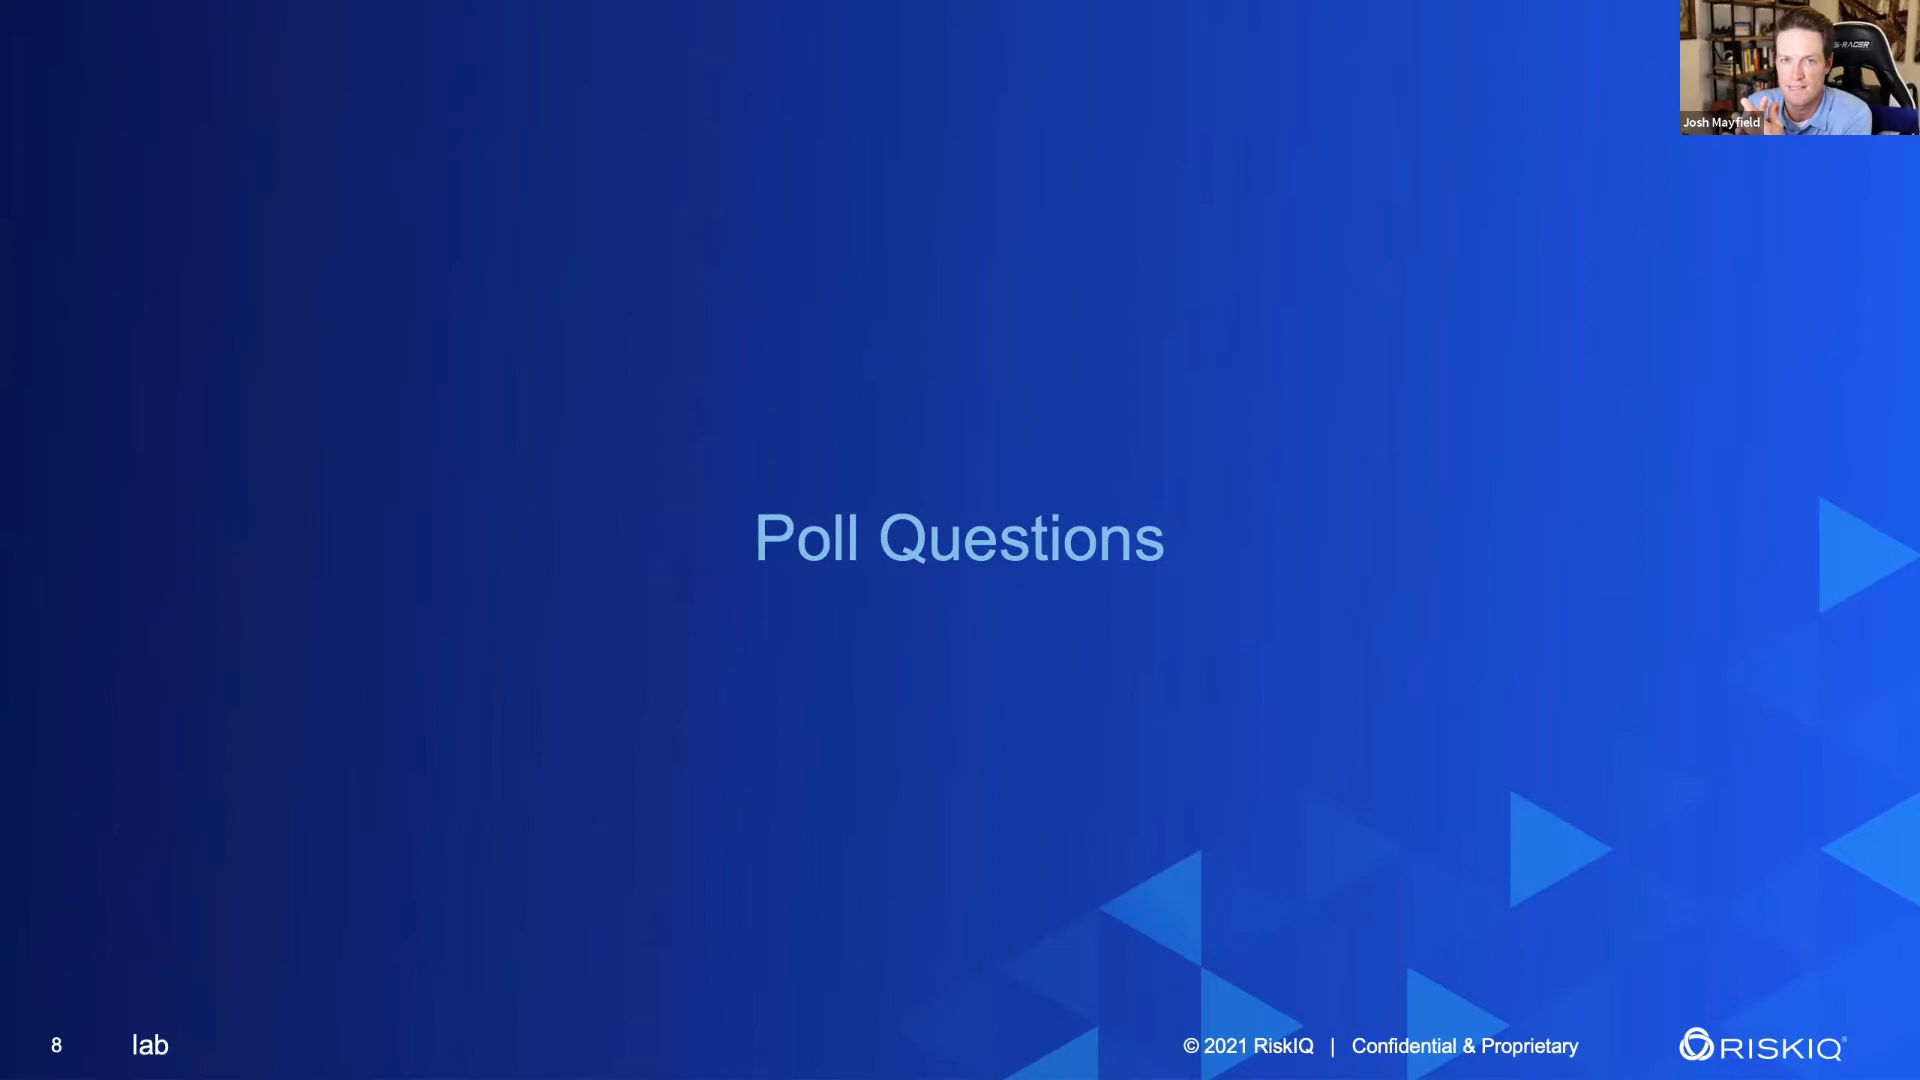 S-RACER
Josh Mayfield
Poll Questions
8
lab
© 2021 RiskIQ | Confidential & Proprietary
RISKIQ®